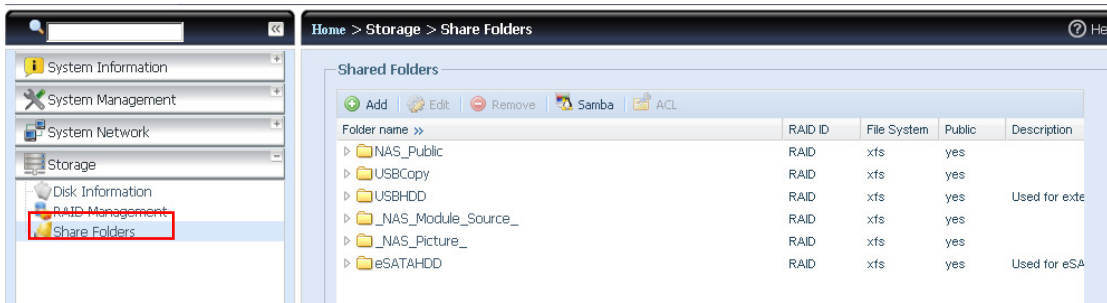 Home > Storage > Share Folders
He
System Information
System Management
System Network
Storage
Disk Information
RAID Management
Share Folders
Shared Folders
Add Edit Remove Samba ACL
Folder name » RAID ID File System Public Description
NAS_Public RAID xfs yes
USBCopy RAID xfs yes
USBHDD RAID xfs yes Used for exte
_NAS_Module_Source_ RAID xfs yes
_NAS_Picture_ RAID xfs yes
eSATAHDD RAID xfs yes Used for eSA